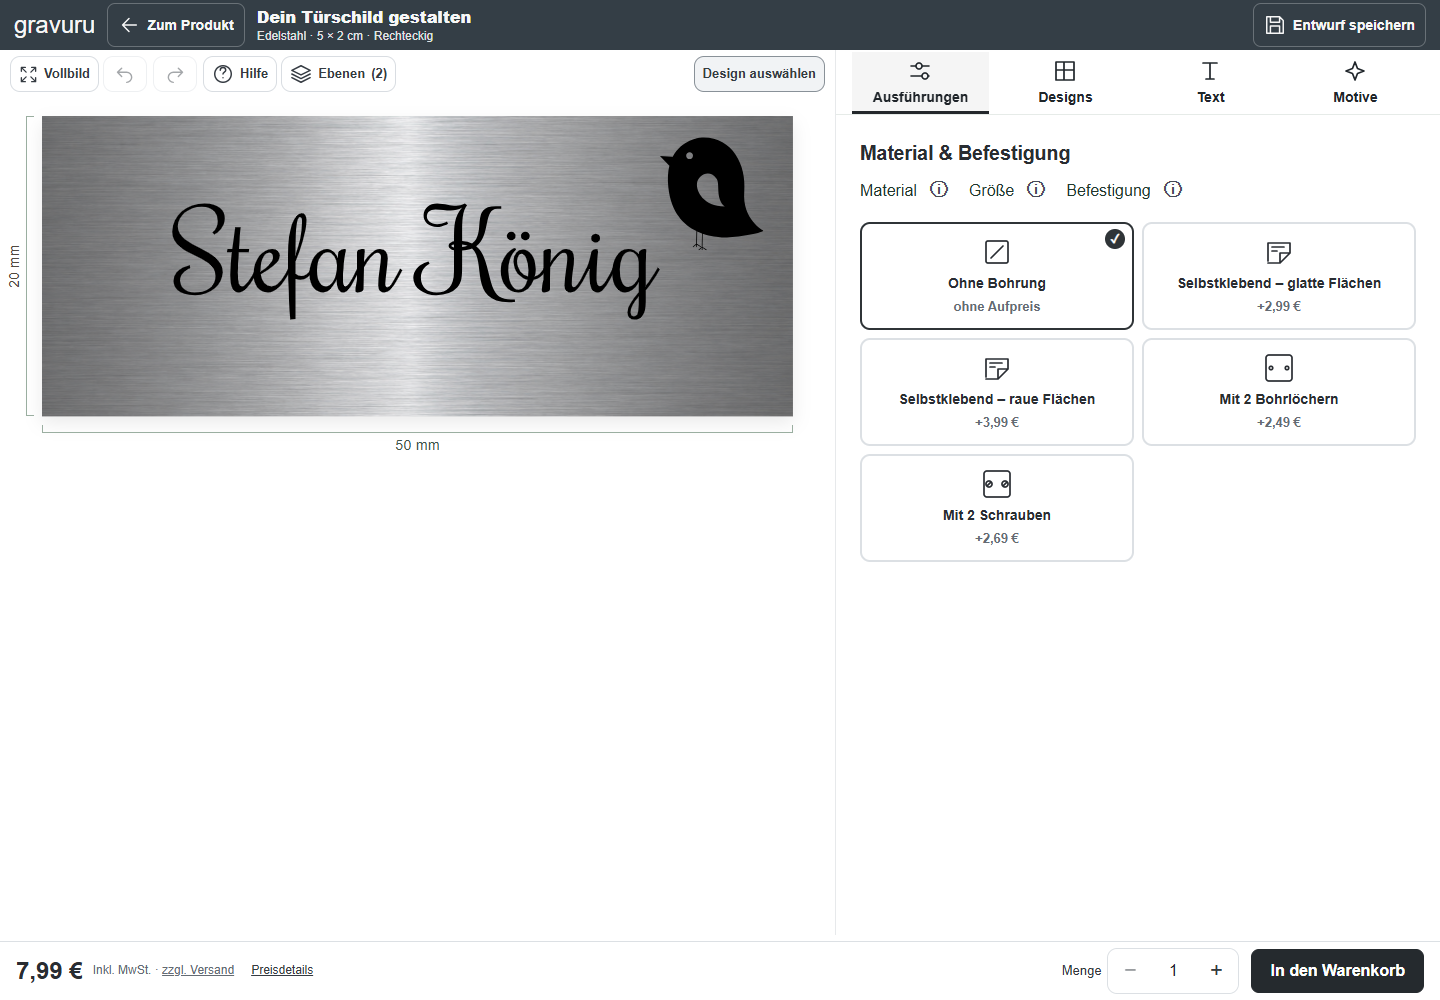 gravuru
Zum Produkt
Dein Türschild gestalten
Edelstahl · 5 × 2 cm · Rechteckig
Entwurf speichern
Vollbild
Hilfe
Ebenen (2)
Design auswählen
Ausführungen
Designs
Text
Motive
20 mm
Stefan König
50 mm
Material & Befestigung
Material
Größe
Befestigung
Ohne Bohrung
ohne Aufpreis
Selbstklebend – glatte Flächen
+2,99 €
Selbstklebend – raue Flächen
+3,99 €
Mit 2 Bohrlöchern
+2,49 €
Mit 2 Schrauben
+2,69 €
7,99 € Inkl. MwSt. · zzgl. Versand Preisdetails
Menge − 1 +
In den Warenkorb